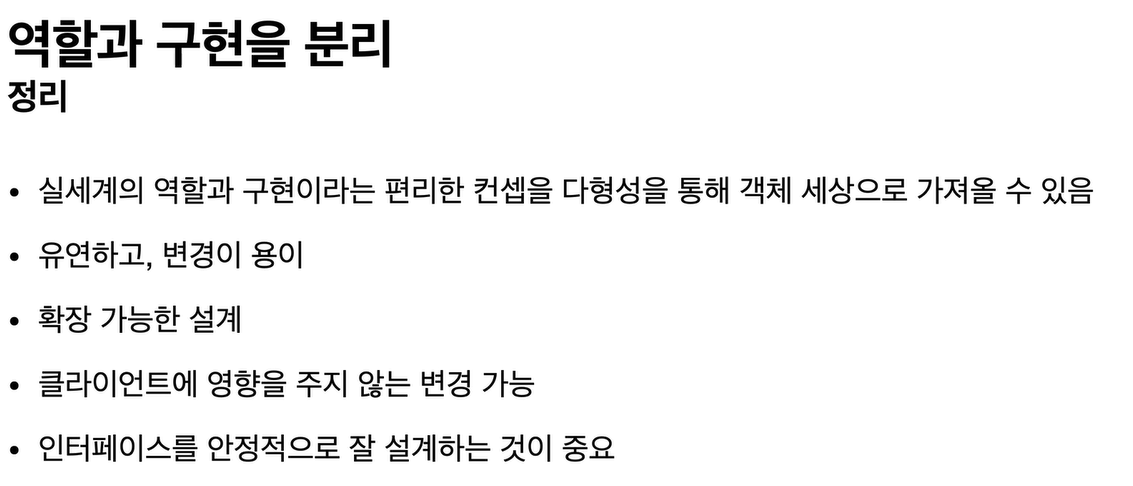 역할과 구현을 분리
정리
• 실세계의 역할과 구현이라는 편리한 컨셉을 다형성을 통해 객체 세상으로 가져올 수 있음
• 유연하고, 변경이 용이
• 확장 가능한 설계
• 클라이언트에 영향을 주지 않는 변경 가능
• 인터페이스를 안정적으로 잘 설계하는 것이 중요